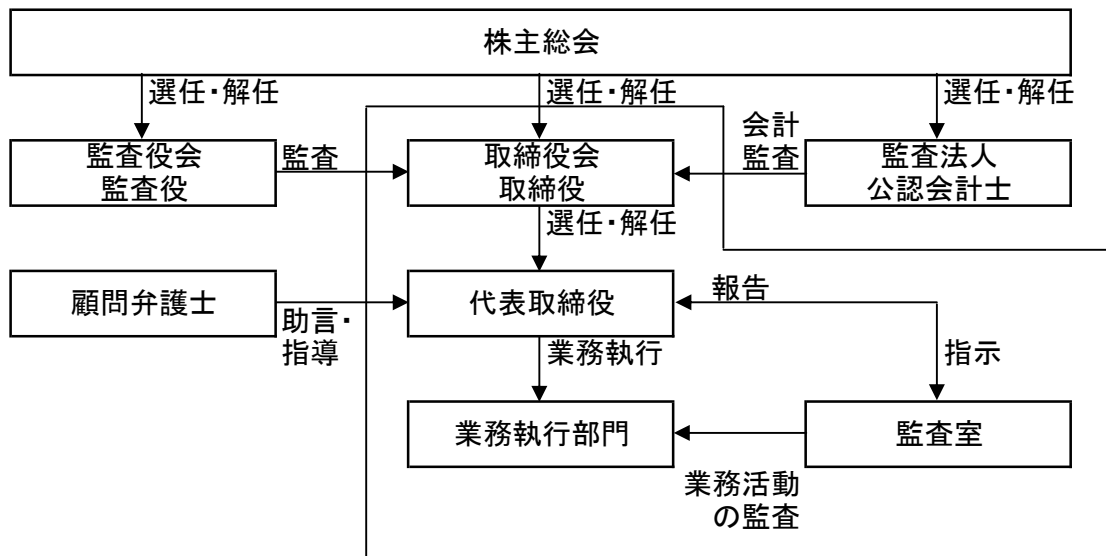 株主総会
選任・解任
選任・解任
選任・解任
監査役会
監査役
監査
取締役会
取締役
会計
監査
監査法人
公認会計士
選任・解任
顧問弁護士
助言・
指導
代表取締役
報告
業務執行
指示
業務執行部門
監査室
業務活動
の監査